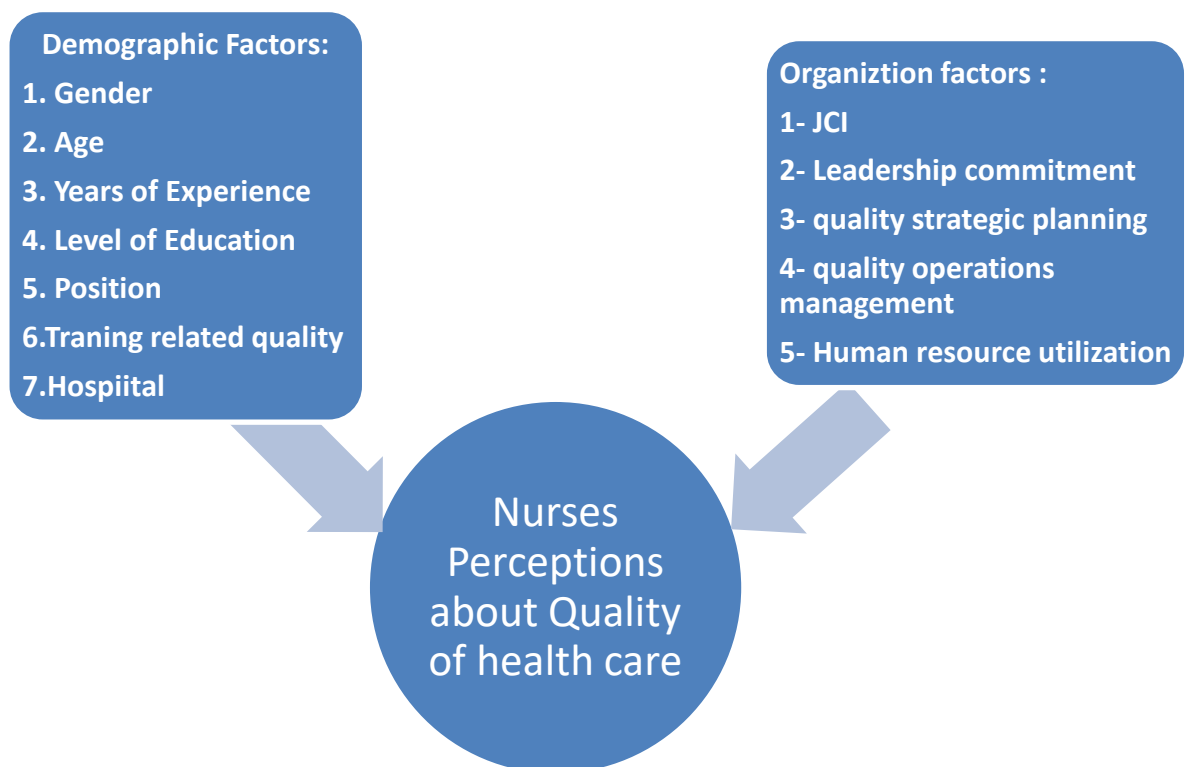 Demographic Factors:
1. Gender
2. Age
3. Years of Experience
4. Level of Education
5. Position
6.Traning related quality
7.Hospiital
Organiztion factors :
1- JCI
2- Leadership commitment
3- quality strategic planning
4- quality operations
management
5- Human resource utilization
Nurses
Perceptions
about Quality
of health care